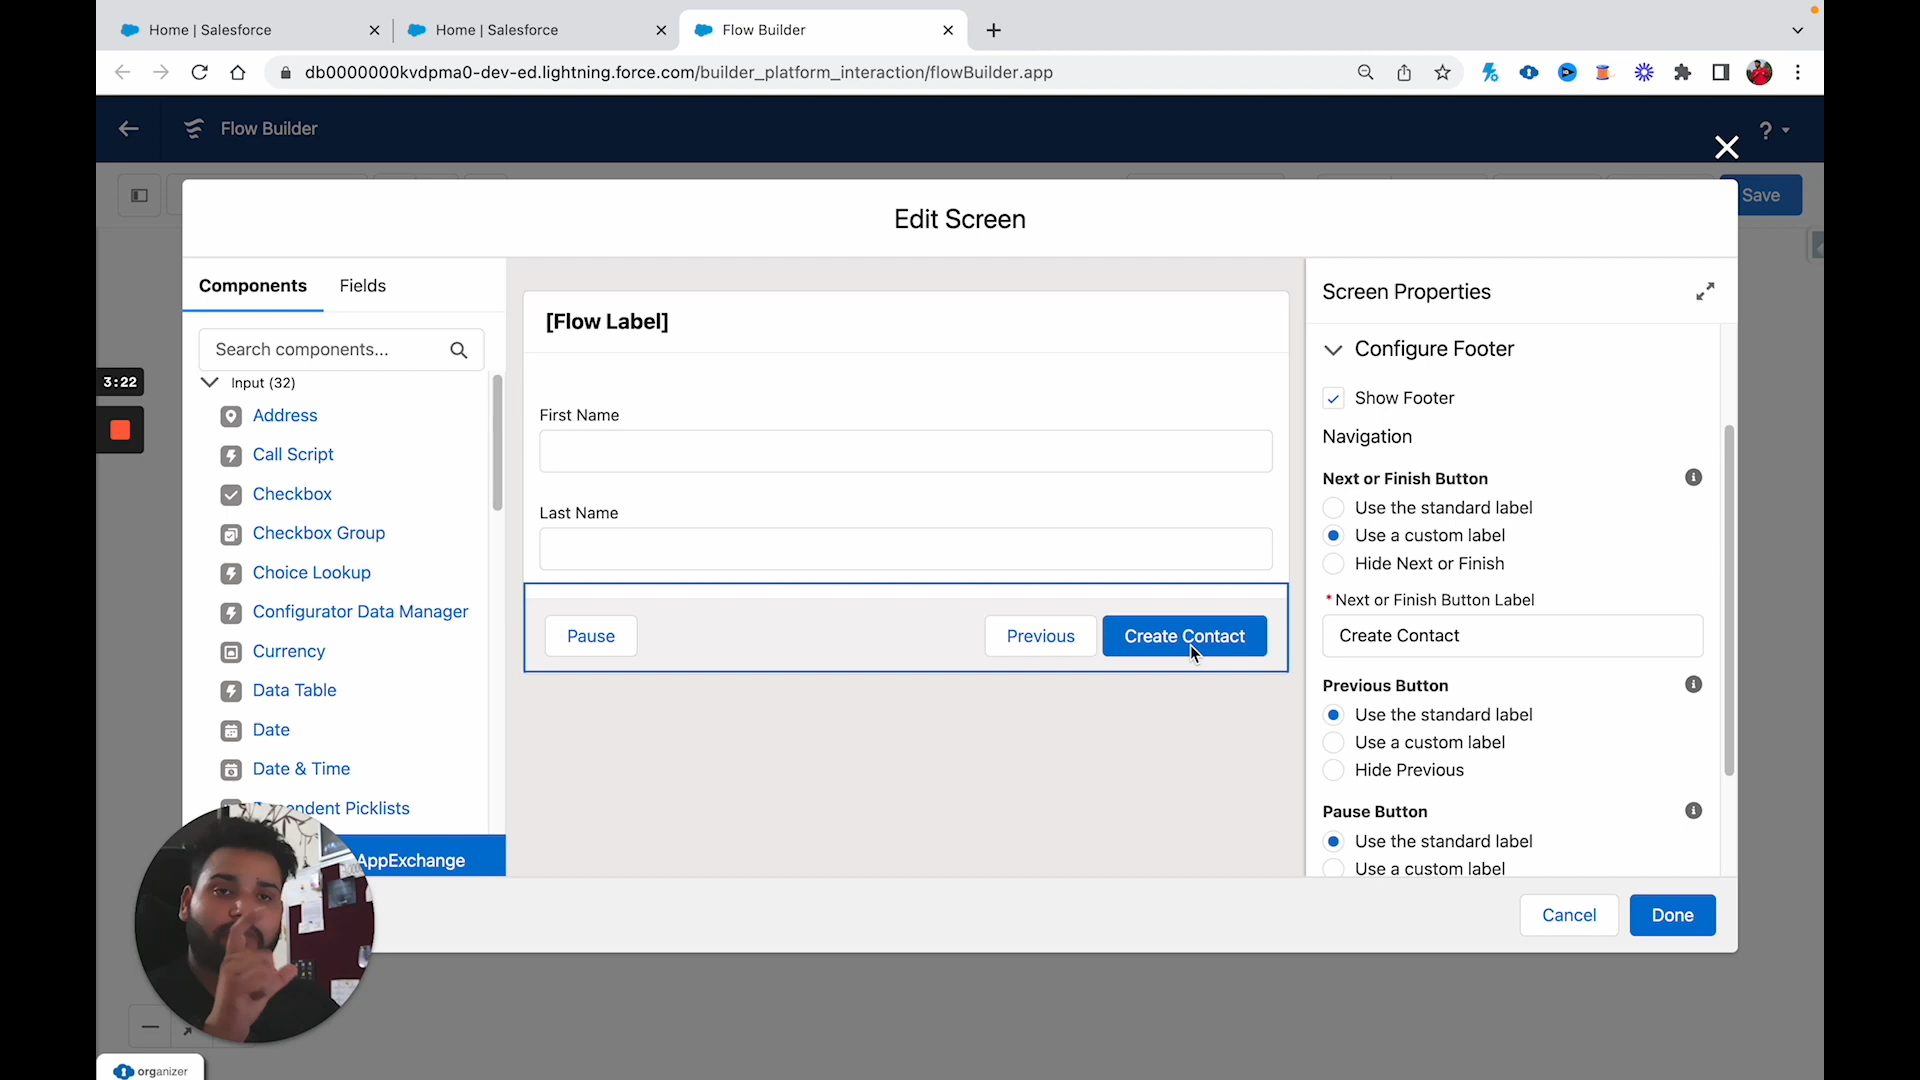 Home | Salesforce
Home | Salesforce
Flow Builder
db0000000kvdpma0-dev-ed.lightning.force.com/builder_platform_interaction/flowBuilder.app
Flow Builder
?
Save
Edit Screen
Components
Fields
Search components...
Input (32)
Address
Call Script
Checkbox
Checkbox Group
Choice Lookup
Configurator Data Manager
Currency
Data Table
Date
Date & Time
Picklists
AppExchange
3:22
[Flow Label]
First Name
Last Name
Pause
Previous
Create Contact
Screen Properties
Configure Footer
Show Footer
Navigation
Next or Finish Button
Use the standard label
Use a custom label
Hide Next or Finish
* Next or Finish Button Label
Create Contact
Previous Button
Use the standard label
Use a custom label
Hide Previous
Pause Button
Use the standard label
Use a custom label
Cancel
Done
organizer